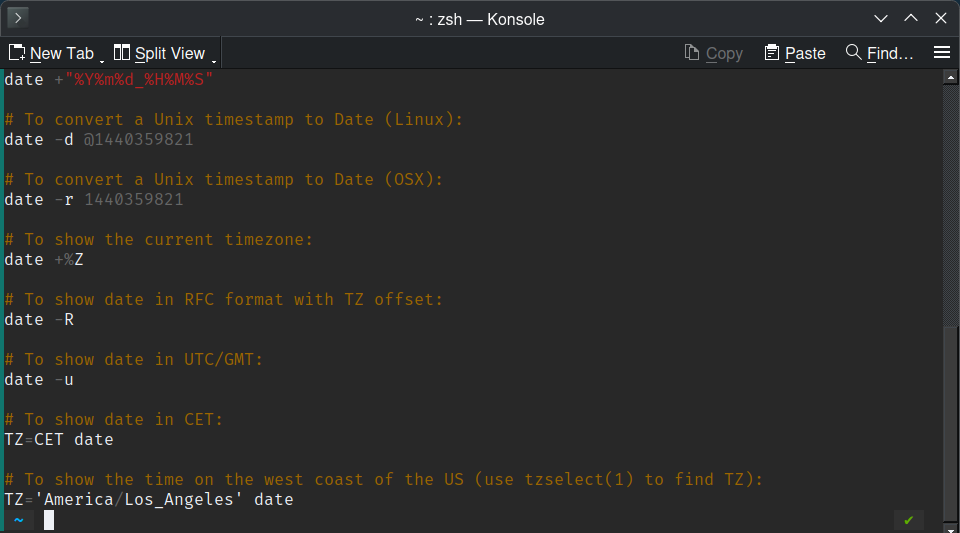 ~ : zsh — Konsole
New Tab Split View Copy Paste Find...
date +"%Y%m%d_%H%M%S"
# To convert a Unix timestamp to Date (Linux):
date -d @1440359821
# To convert a Unix timestamp to Date (OSX):
date -r 1440359821
# To show the current timezone:
date +%Z
# To show date in RFC format with TZ offset:
date -R
# To show date in UTC/GMT:
date -u
# To show date in CET:
TZ=CET date
# To show the time on the west coast of the US (use tzselect(1) to find TZ):
TZ='America/Los_Angeles' date
~ ✔